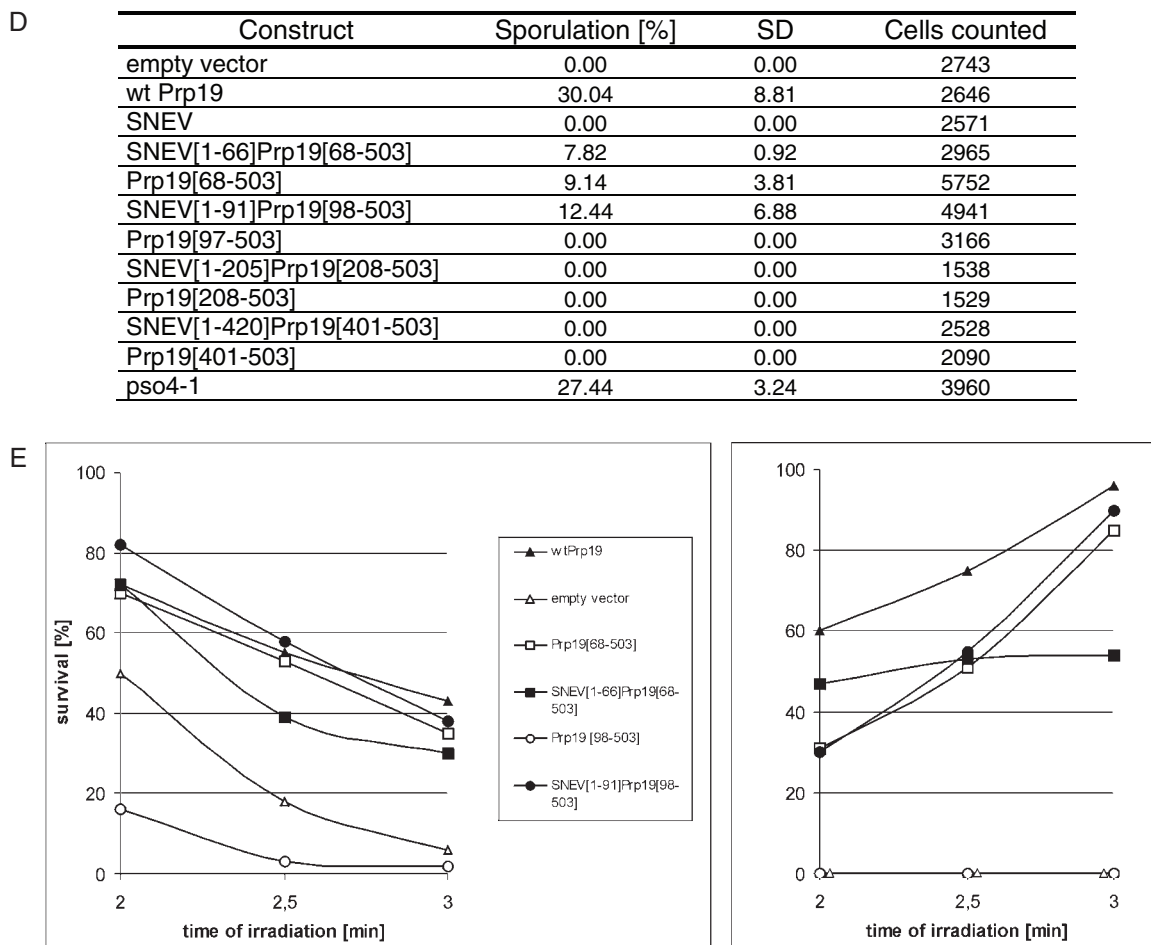 D
Construct Sporulation [%] SD Cells counted
empty vector 0.00 0.00 2743
wt Prp19 30.04 8.81 2646
SNEV 0.00 0.00 2571
SNEV[1-66]Prp19[68-503] 7.82 0.92 2965
Prp19[68-503] 9.14 3.81 5752
SNEV[1-91]Prp19[98-503] 12.44 6.88 4941
Prp19[97-503] 0.00 0.00 3166
SNEV[1-205]Prp19[208-503] 0.00 0.00 1538
Prp19[208-503] 0.00 0.00 1529
SNEV[1-420]Prp19[401-503] 0.00 0.00 2528
Prp19[401-503] 0.00 0.00 2090
pso4-1 27.44 3.24 3960
E
100
80
60
40
20
0
survival [%]
2 2,5 3
time of irradiation [min]
wtPrp19
empty vector
Prp19[68-503]
SNEV[1-66]Prp19[68-
503]
Prp19 [98-503]
SNEV[1-91]Prp19[98-
503]
100
80
60
40
20
0
2 2,5 3
time of irradiation [min]